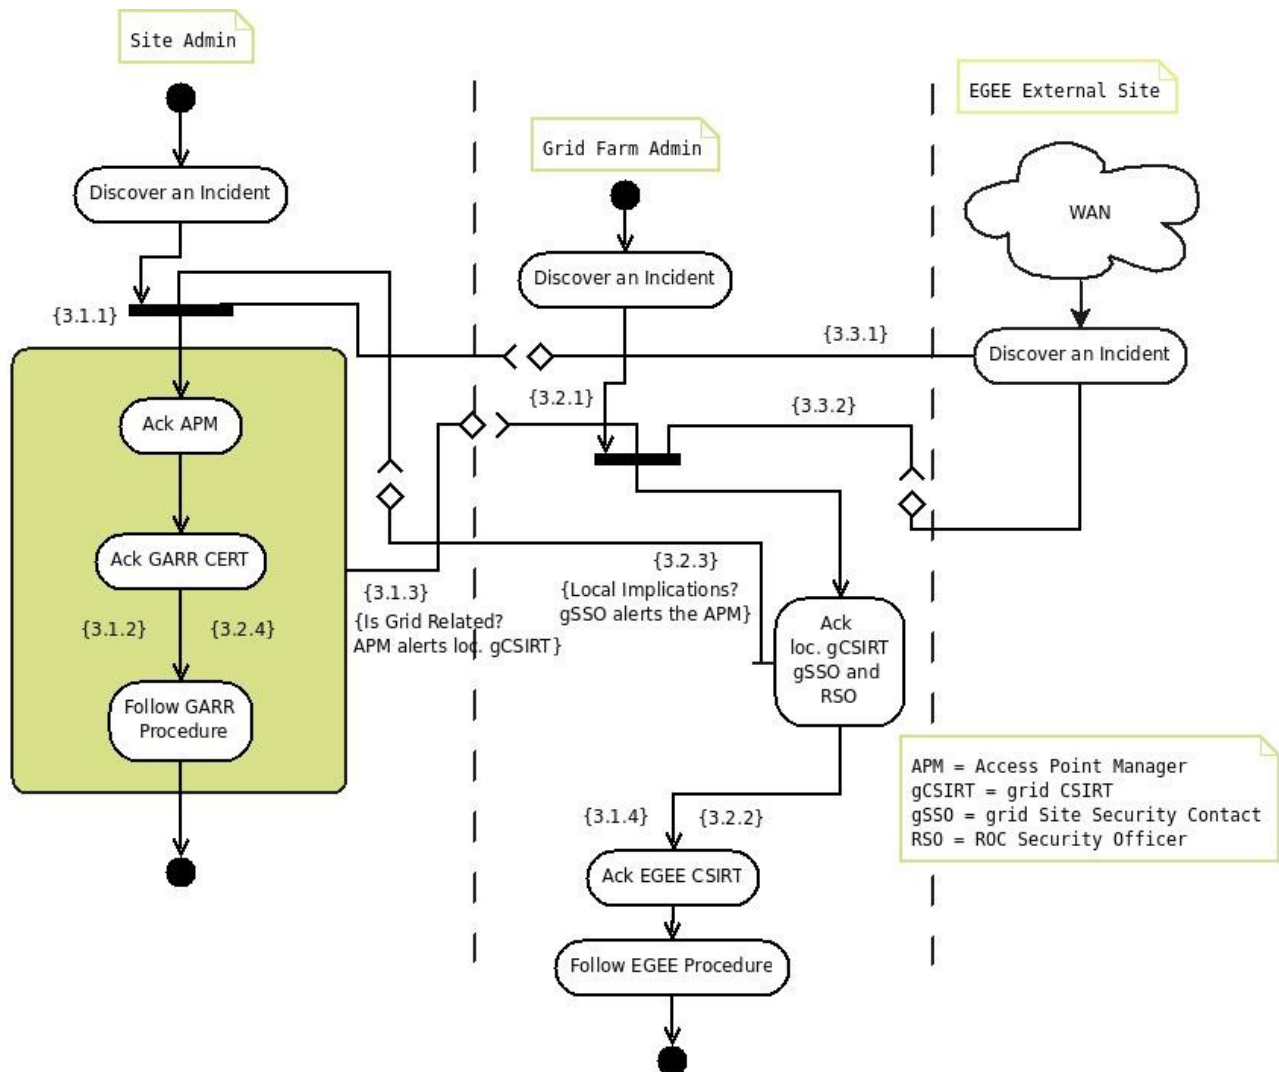 Site Admin
EGEE External Site
Grid Farm Admin
Discover an Incident
WAN
Discover an Incident
{3.1.1}
{3.3.1}
Discover an Incident
{3.2.1}
{3.3.2}
Ack APM
Ack GARR CERT
{3.1.2}
{3.2.4}
{3.1.3}
{Is Grid Related?
APM alerts loc. gCSIRT}
{3.2.3}
{Local Implications?
gSSO alerts the APM}
Ack
loc. gCSIRT
gSSO and
RSO
Follow GARR
Procedure
APM = Access Point Manager
gCSIRT = grid CSIRT
gSSO = grid Site Security Contact
RSO = ROC Security Officer
{3.1.4}
{3.2.2}
Ack EGEE CSIRT
Follow EGEE Procedure